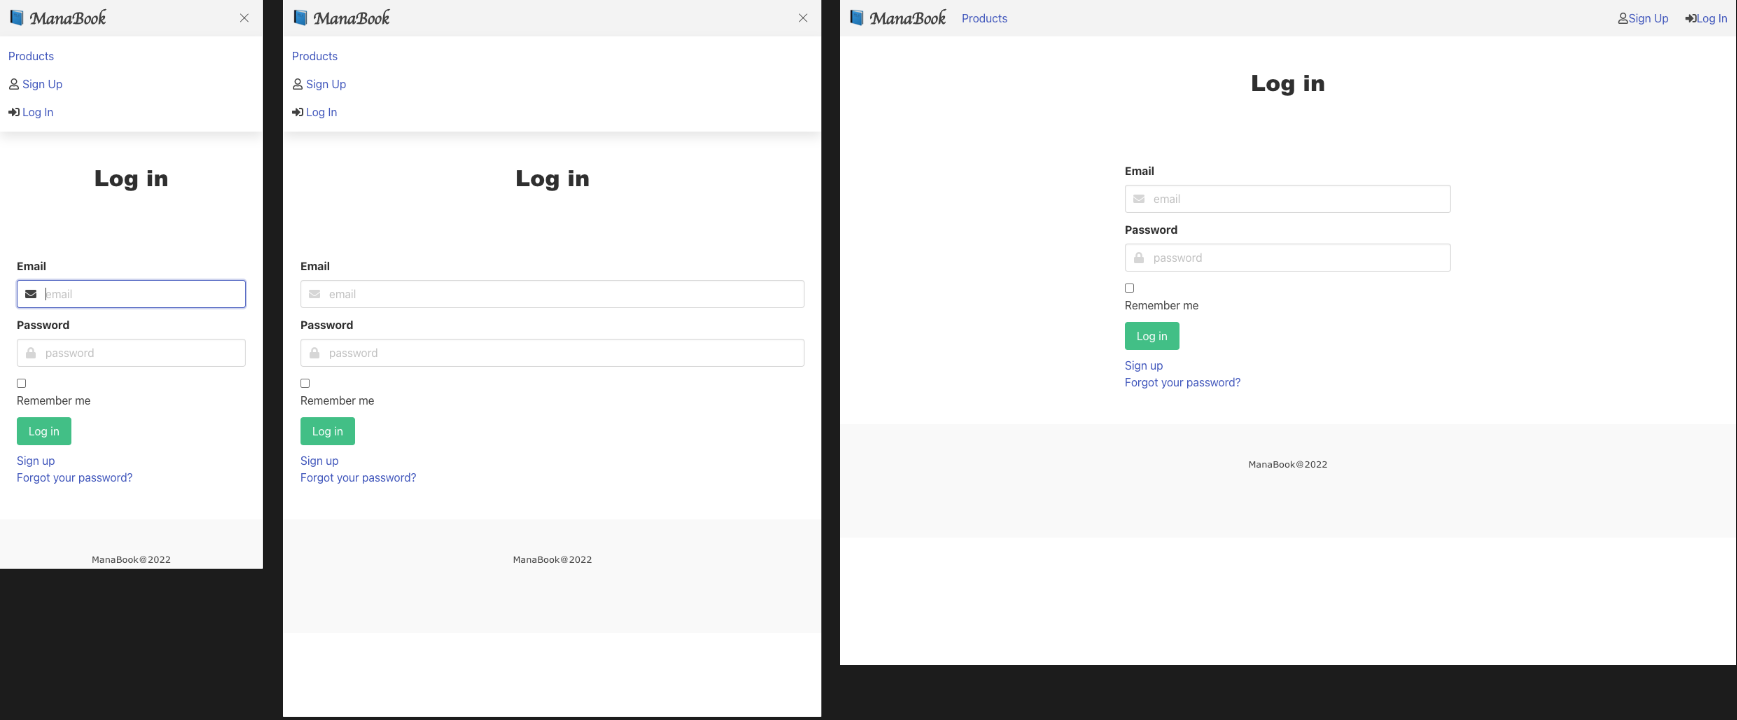 ManaBook
Products
Sign Up
Log In
Log in
Email
email
Password
password
Remember me
Log in
Sign up
Forgot your password?
ManaBook@2022
ManaBook
Products
Sign Up
Log In
Log in
Email
email
Password
password
Remember me
Log in
Sign up
Forgot your password?
ManaBook@2022
ManaBook Products Sign Up Log In
Log in
Email
email
Password
password
Remember me
Log in
Sign up
Forgot your password?
ManaBook@2022